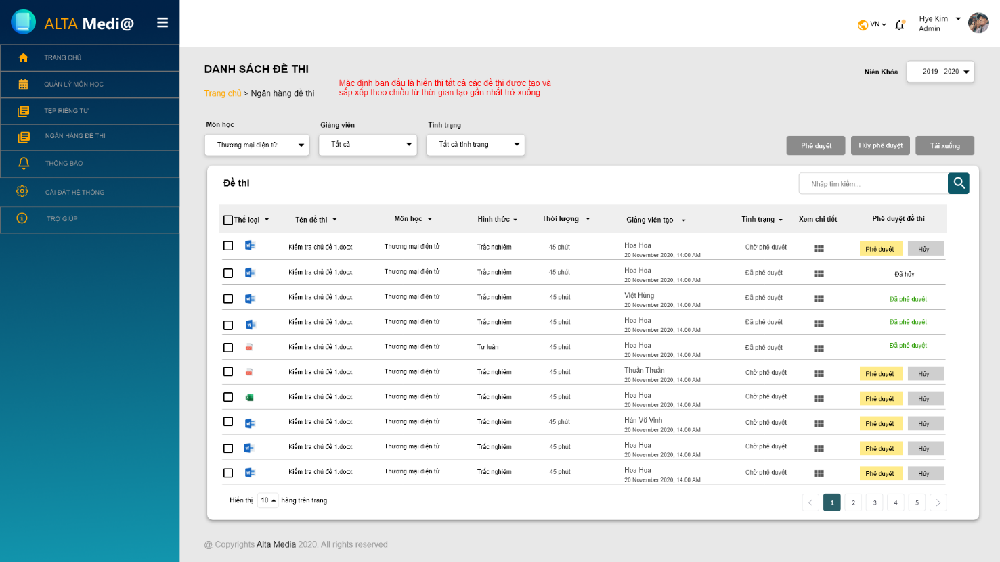 ALTA Medi@
VN
Hye Kim
Admin
TRANG CHỦ
QUẢN LÝ MÔN HỌC
TỆP RIÊNG TƯ
NGÂN HÀNG ĐỀ THI
THÔNG BÁO
CÀI ĐẶT HỆ THỐNG
TRỢ GIÚP
DANH SÁCH ĐỀ THI
Trang chủ > Ngân hàng đề thi
Mặc định ban đầu là hiển thị tất cả các đề thi được tạo và
sắp xếp theo chiều từ thời gian tạo gần nhất trở xuống
Niên Khóa 2019 - 2020
Môn học Giảng viên Tình trạng
Thương mại điện tử Tất cả Tất cả tình trạng
Phê duyệt Hủy phê duyệt Tải xuống
Đề thi
Nhập tìm kiếm...
Thể loại Tên đề thi Môn học Hình thức Thời lượng Giảng viên tạo Tình trạng Xem chi tiết Phê duyệt đề thi
Kiểm tra chủ đề 1.docx Thương mại điện tử Trắc nghiệm 45 phút Hoa Hoa Chờ phê duyệt Phê duyệt Hủy
20 November 2020, 14:00 AM
Kiểm tra chủ đề 1.docx Thương mại điện tử Trắc nghiệm 45 phút Hoa Hoa Đã phê duyệt Đã hủy
20 November 2020, 14:00 AM
Kiểm tra chủ đề 1.docx Thương mại điện tử Trắc nghiệm 45 phút Việt Hùng Đã phê duyệt Đã phê duyệt
20 November 2020, 14:00 AM
Kiểm tra chủ đề 1.docx Thương mại điện tử Trắc nghiệm 45 phút Hoa Hoa Đã phê duyệt Đã phê duyệt
20 November 2020, 14:00 AM
Kiểm tra chủ đề 1.docx Thương mại điện tử Tự luận 45 phút Hoa Hoa Đã phê duyệt Đã phê duyệt
20 November 2020, 14:00 AM
Kiểm tra chủ đề 1.docx Thương mại điện tử Trắc nghiệm 45 phút Thuần Thuần Chờ phê duyệt Phê duyệt Hủy
20 November 2020, 14:00 AM
Kiểm tra chủ đề 1.docx Thương mại điện tử Trắc nghiệm 45 phút Hoa Hoa Chờ phê duyệt Phê duyệt Hủy
20 November 2020, 14:00 AM
Kiểm tra chủ đề 1.docx Thương mại điện tử Trắc nghiệm 45 phút Hán Vũ Vinh Chờ phê duyệt Phê duyệt Hủy
20 November 2020, 14:00 AM
Kiểm tra chủ đề 1.docx Thương mại điện tử Trắc nghiệm 45 phút Hoa Hoa Chờ phê duyệt Phê duyệt Hủy
20 November 2020, 14:00 AM
Kiểm tra chủ đề 1.docx Thương mại điện tử Trắc nghiệm 45 phút Hoa Hoa Chờ phê duyệt Phê duyệt Hủy
20 November 2020, 14:00 AM
Hiển thị 10 hàng trên trang
< 1 2 3 4 5 >
@ Copyrights Alta Media 2020. All rights reserved